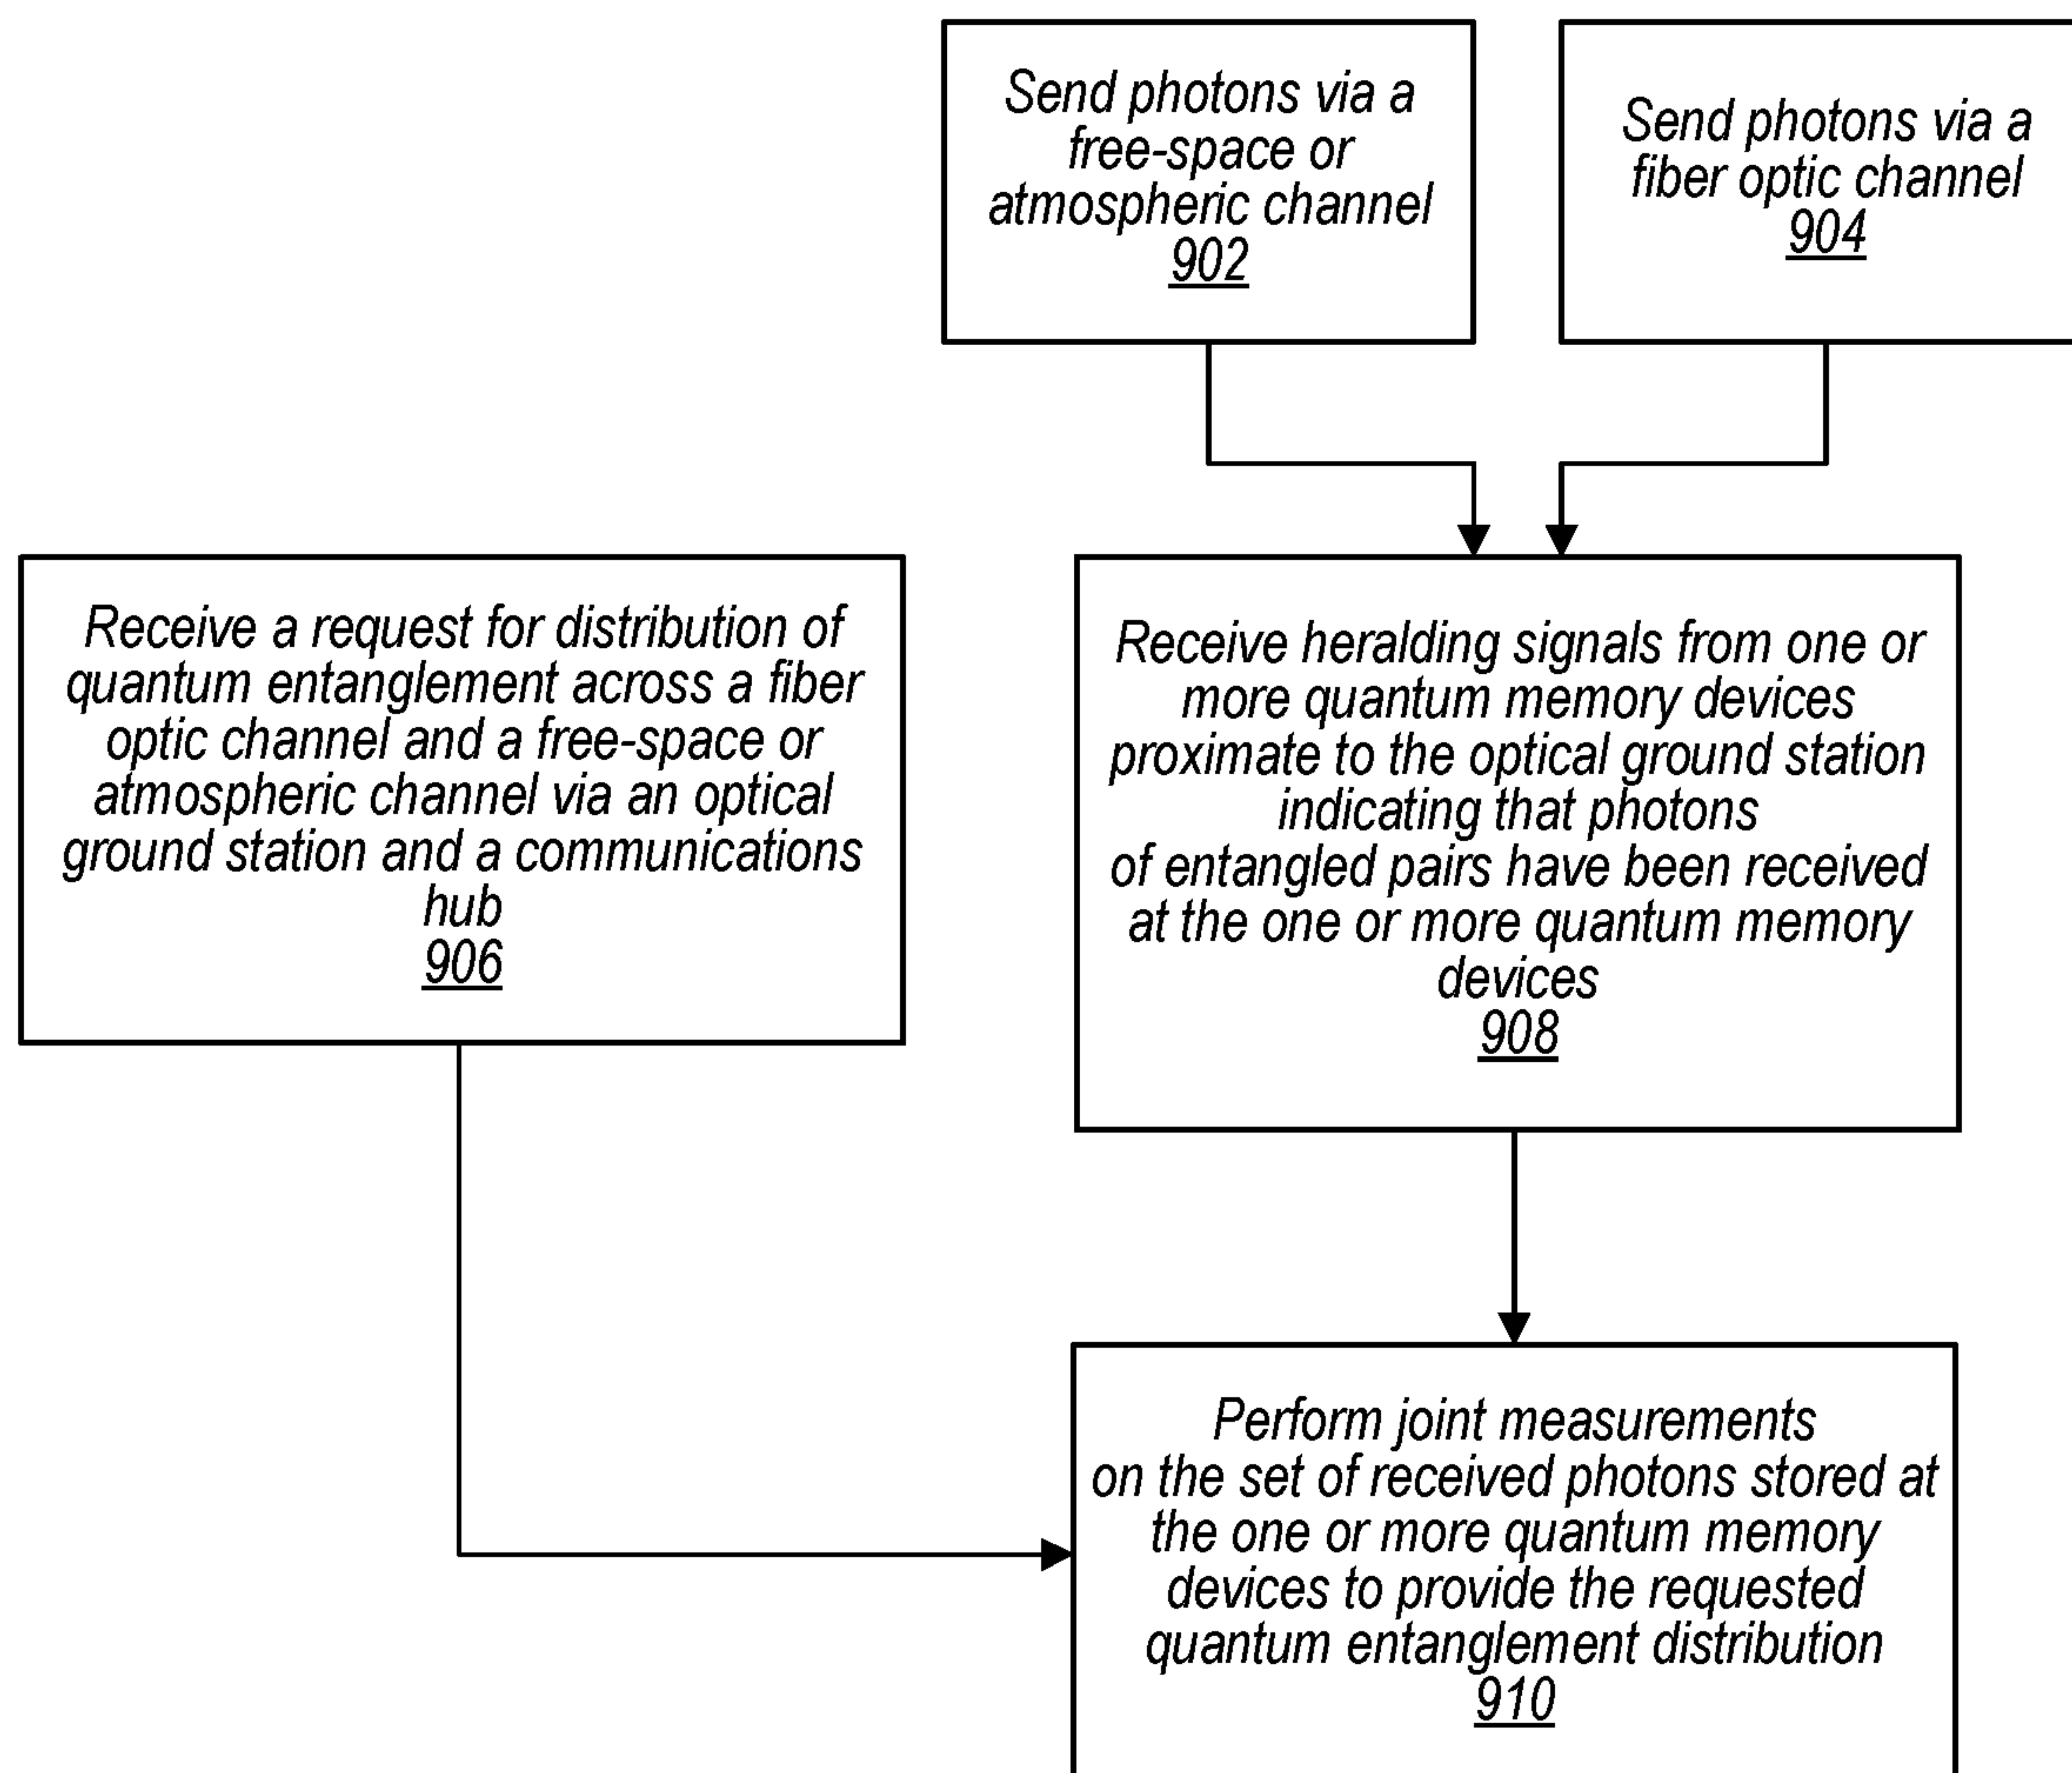 Send photons via a
free-space or
atmospheric channel
902
Send photons via a
fiber optic channel
904
Receive a request for distribution of
quantum entanglement across a fiber
optic channel and a free-space or
atmospheric channel via an optical
ground station and a communications
hub
906
Receive heralding signals from one or
more quantum memory devices
proximate to the optical ground station
indicating that photons
of entangled pairs have been received
at the one or more quantum memory
devices
908
Perform joint measurements
on the set of received photons stored at
the one or more quantum memory
devices to provide the requested
quantum entanglement distribution
910